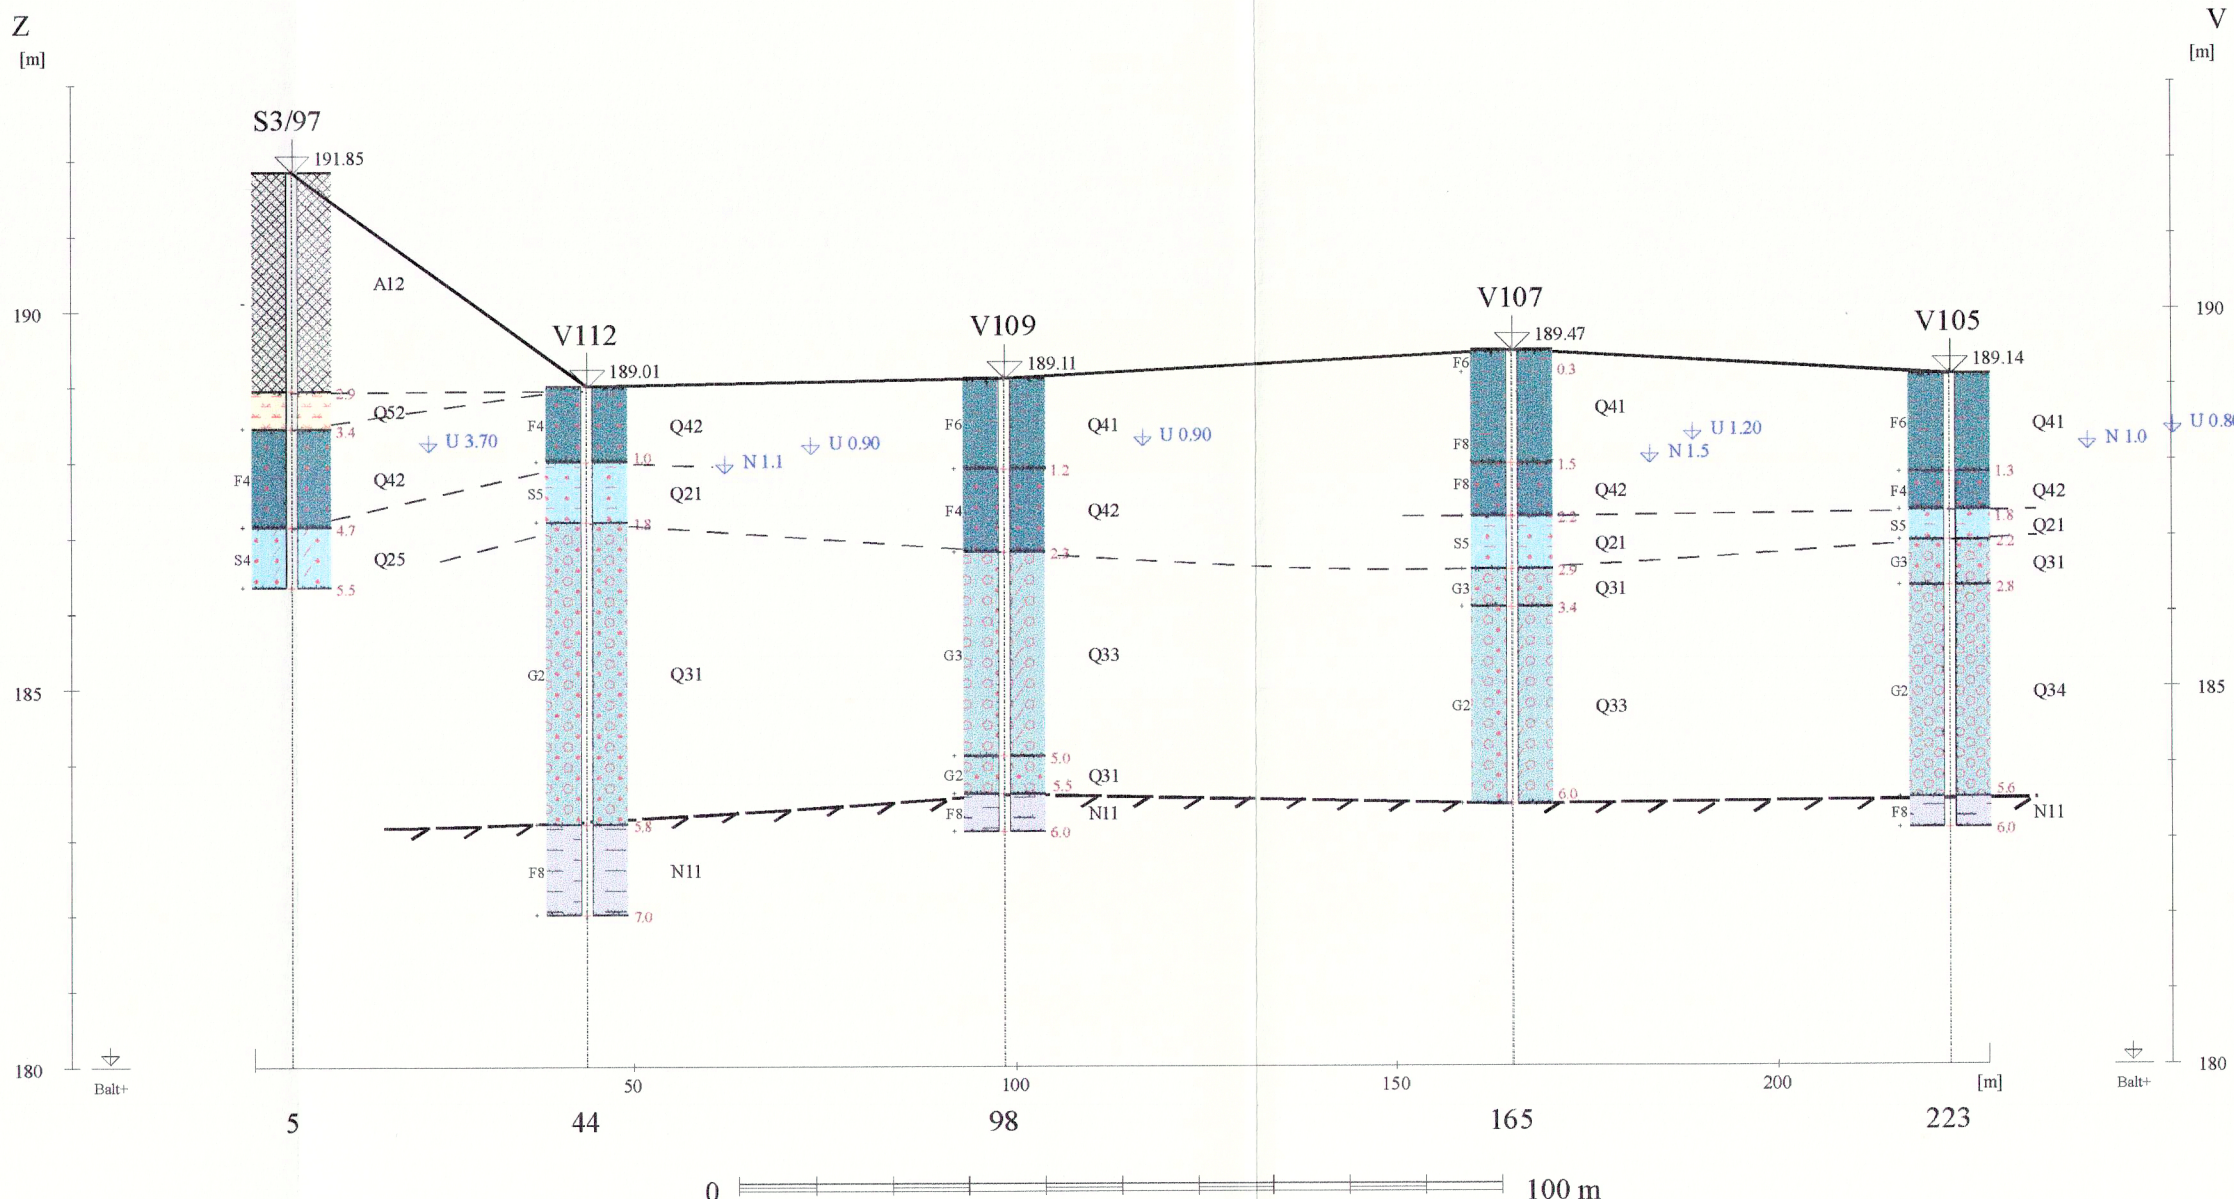 Z
V
[m]
[m]
S3/97
191.85
A12
190
190
V112
189.01
V109
189.11
V107
189.47
V105
189.14
2.9
Q52
3.4
U 3.70
F4
Q42
4.7
S4
Q25
5.5
F4
Q42
1.0
N 1.1
U 0.90
S5
Q21
1.8
G2
Q31
5.8
F8
N11
7.0
F6
Q41
1.2
U 0.90
F4
Q42
2.3
G3
Q33
5.0
G2
Q31
5.5
F8
N11
6.0
F6
0.3
Q41
F8
1.5
N 1.5
U 1.20
F8
Q42
2.2
S5
Q21
2.9
G3
Q31
3.4
G2
Q33
6.0
F6
Q41
N 1.0
U 0.80
1.3
F4
Q42
1.8
S5
Q21
2.2
G3
Q31
2.8
G2
Q34
5.6
F8
N11
6.0
185
185
180
180
Balt+
Balt+
50
100
150
200
[m]
5
44
98
165
223
0
100 m